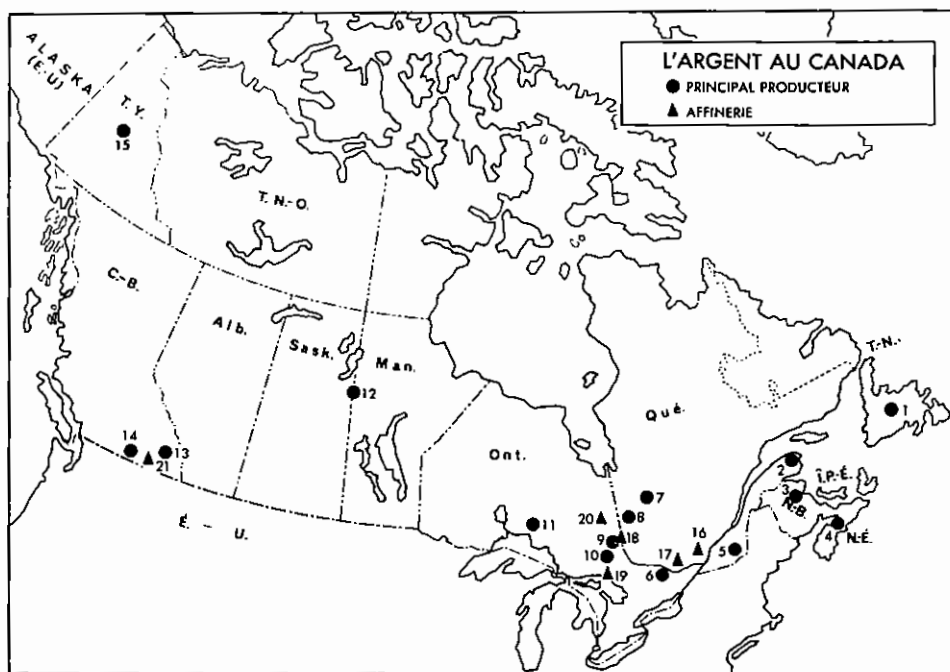 ALASKA
(É.-U)
L'ARGENT AU CANADA
● PRINCIPAL PRODUCTEUR
▲ AFFINERIE
T. Y.
15
T. N.-O.
C.-B.
Alb.
Sask.
Man.
12
T.-N.
1
Qué.
Ont.
14
13
21
É. - U.
2
Î.P.-É.
3
N.-B.
4
N.-É.
7
8
20
11
9
18
10
19
16
17
5
6